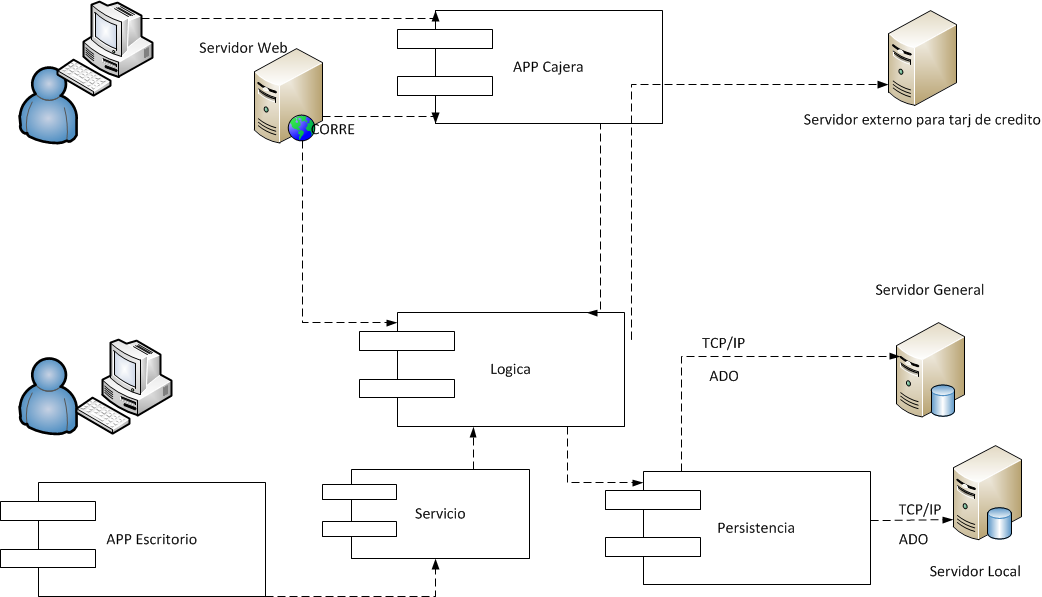 Servidor Web
APP Cajera
CORRE
Servidor externo para tarj de credito
Servidor General
TCP/IP
ADO
Logica
APP Escritorio
Servicio
Persistencia
TCP/IP
ADO
Servidor Local